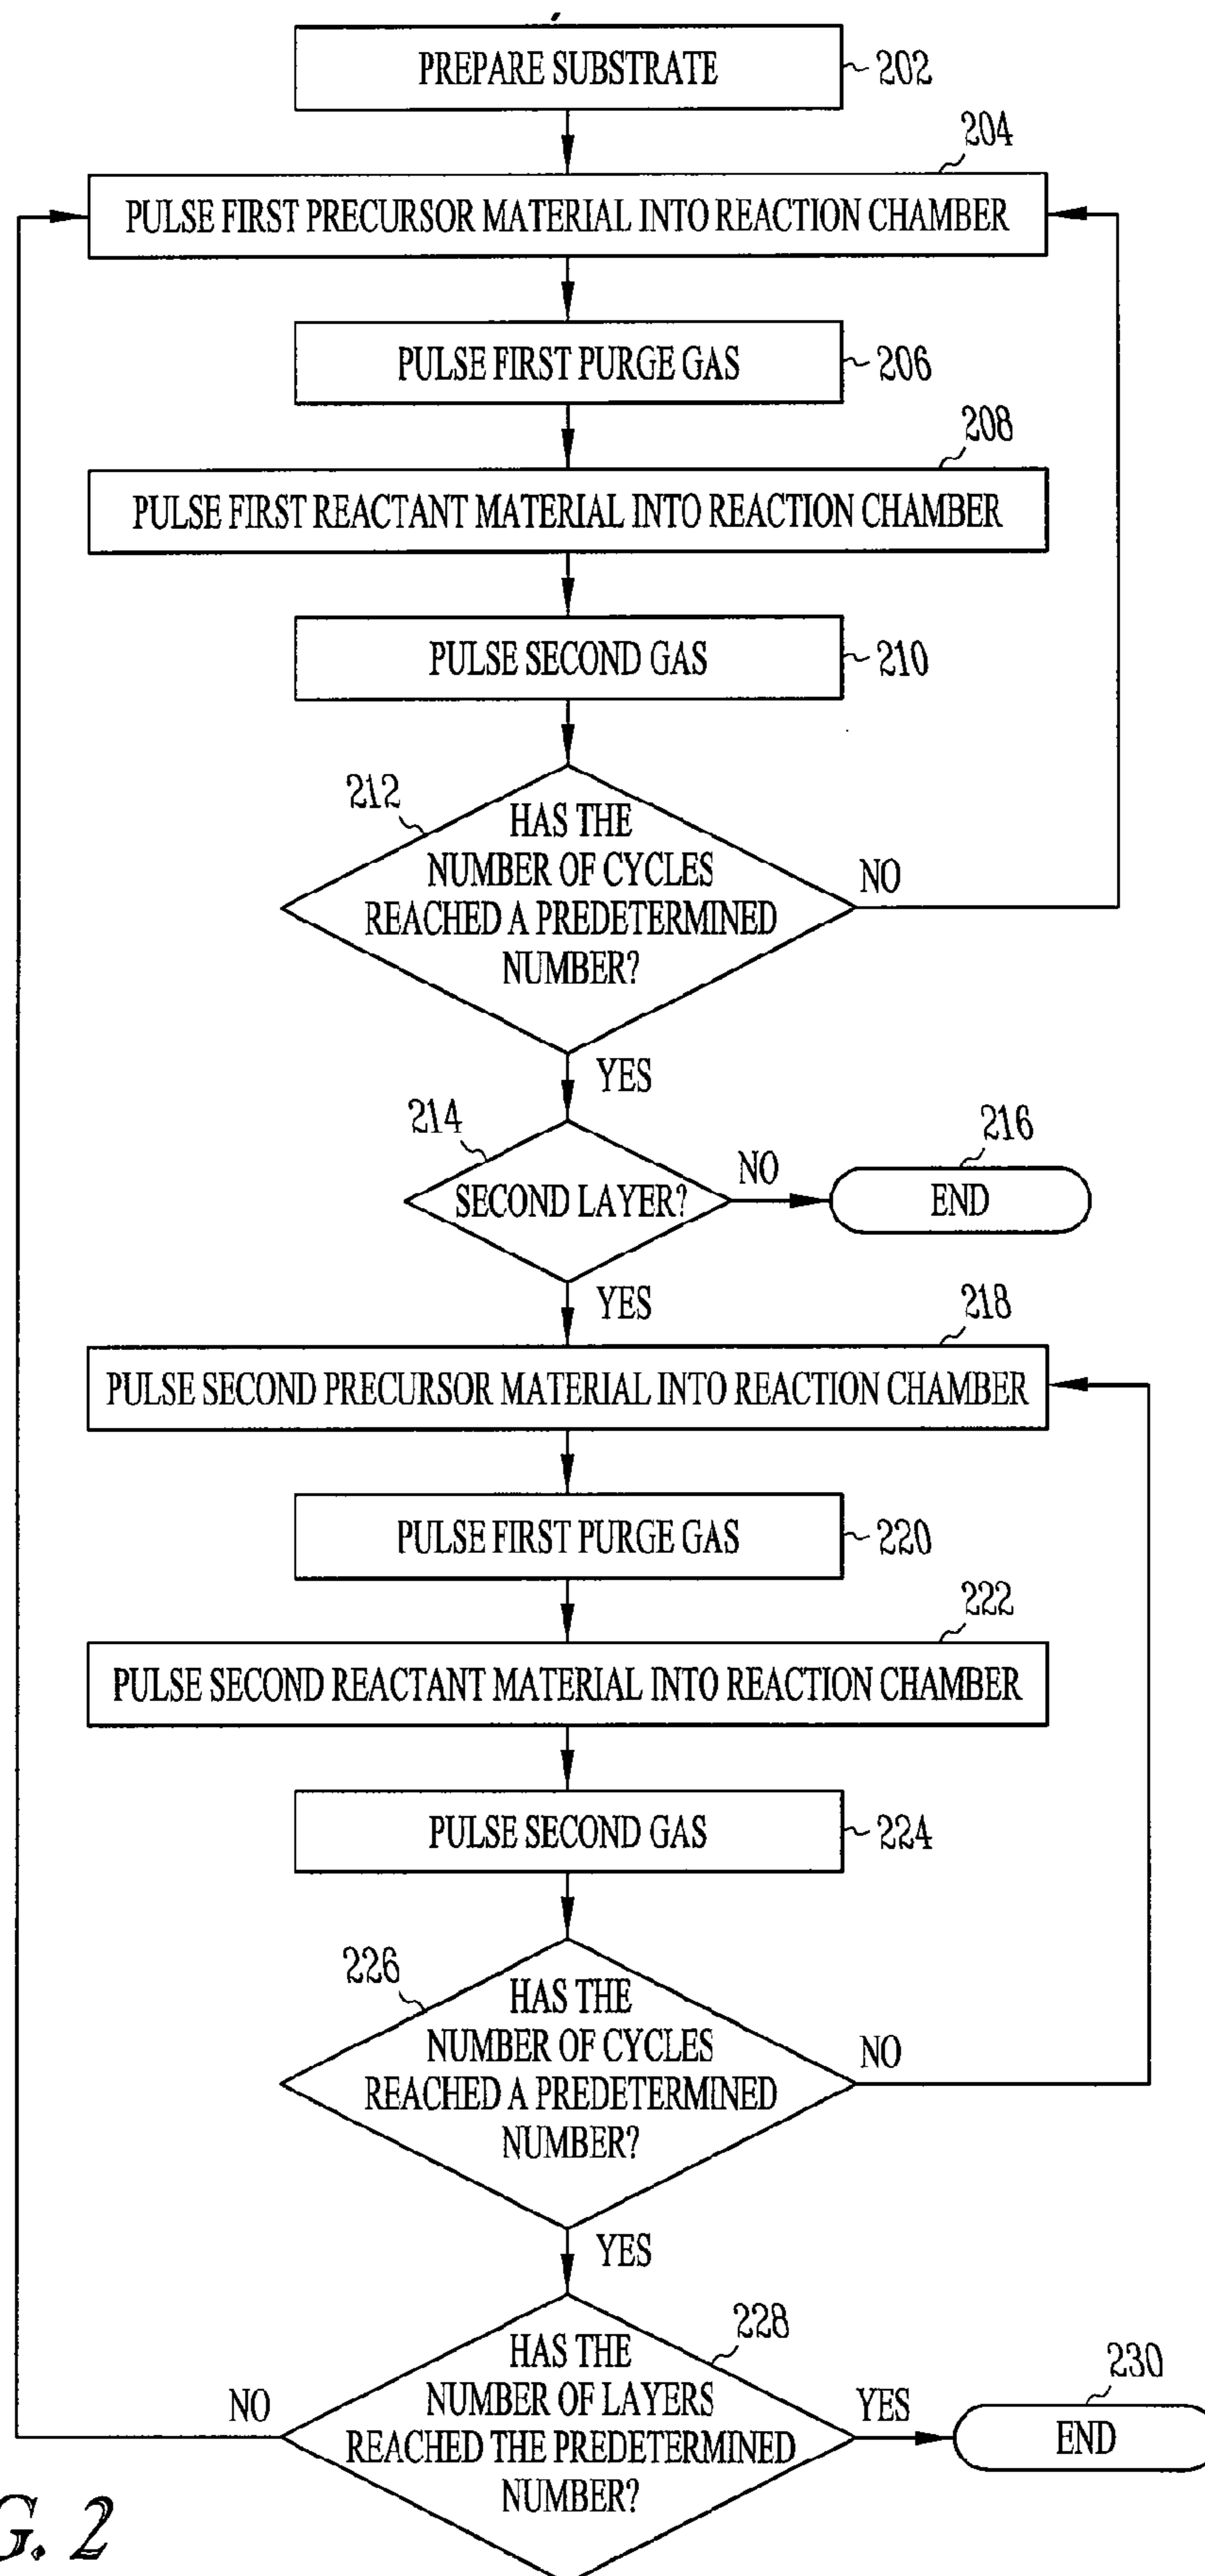 PREPARE SUBSTRATE
202
204
PULSE FIRST PRECURSOR MATERIAL INTO REACTION CHAMBER
PULSE FIRST PURGE GAS
206
208
PULSE FIRST REACTANT MATERIAL INTO REACTION CHAMBER
PULSE SECOND GAS
210
212
HAS THE
NUMBER OF CYCLES
REACHED A PREDETERMINED
NUMBER?
NO
YES
214
SECOND LAYER?
NO
216
END
YES
218
PULSE SECOND PRECURSOR MATERIAL INTO REACTION CHAMBER
PULSE FIRST PURGE GAS
220
222
PULSE SECOND REACTANT MATERIAL INTO REACTION CHAMBER
PULSE SECOND GAS
224
226
HAS THE
NUMBER OF CYCLES
REACHED A PREDETERMINED
NUMBER?
NO
YES
228
HAS THE
NUMBER OF LAYERS
REACHED THE PREDETERMINED
NUMBER?
NO
YES
230
END
G. 2